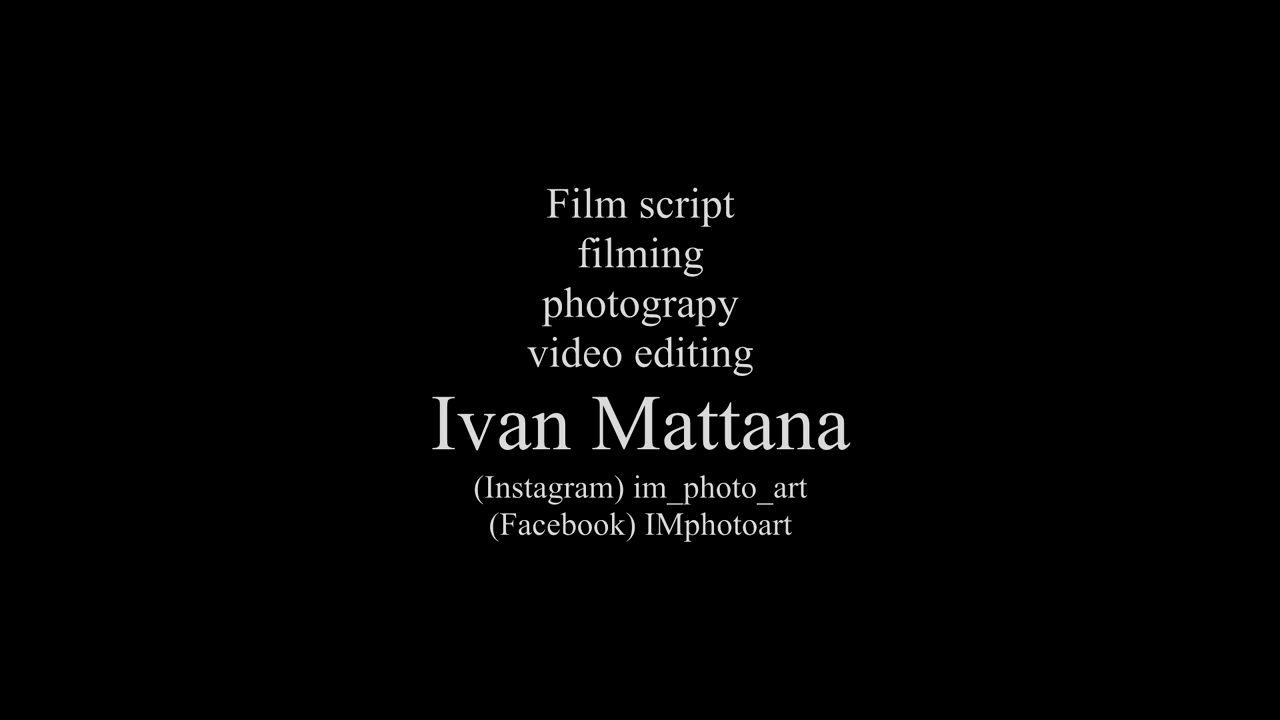 Film script
filming
photograpy
video editing
Ivan Mattana
(Instagram) im_photo_art
(Facebook) IMphotoart